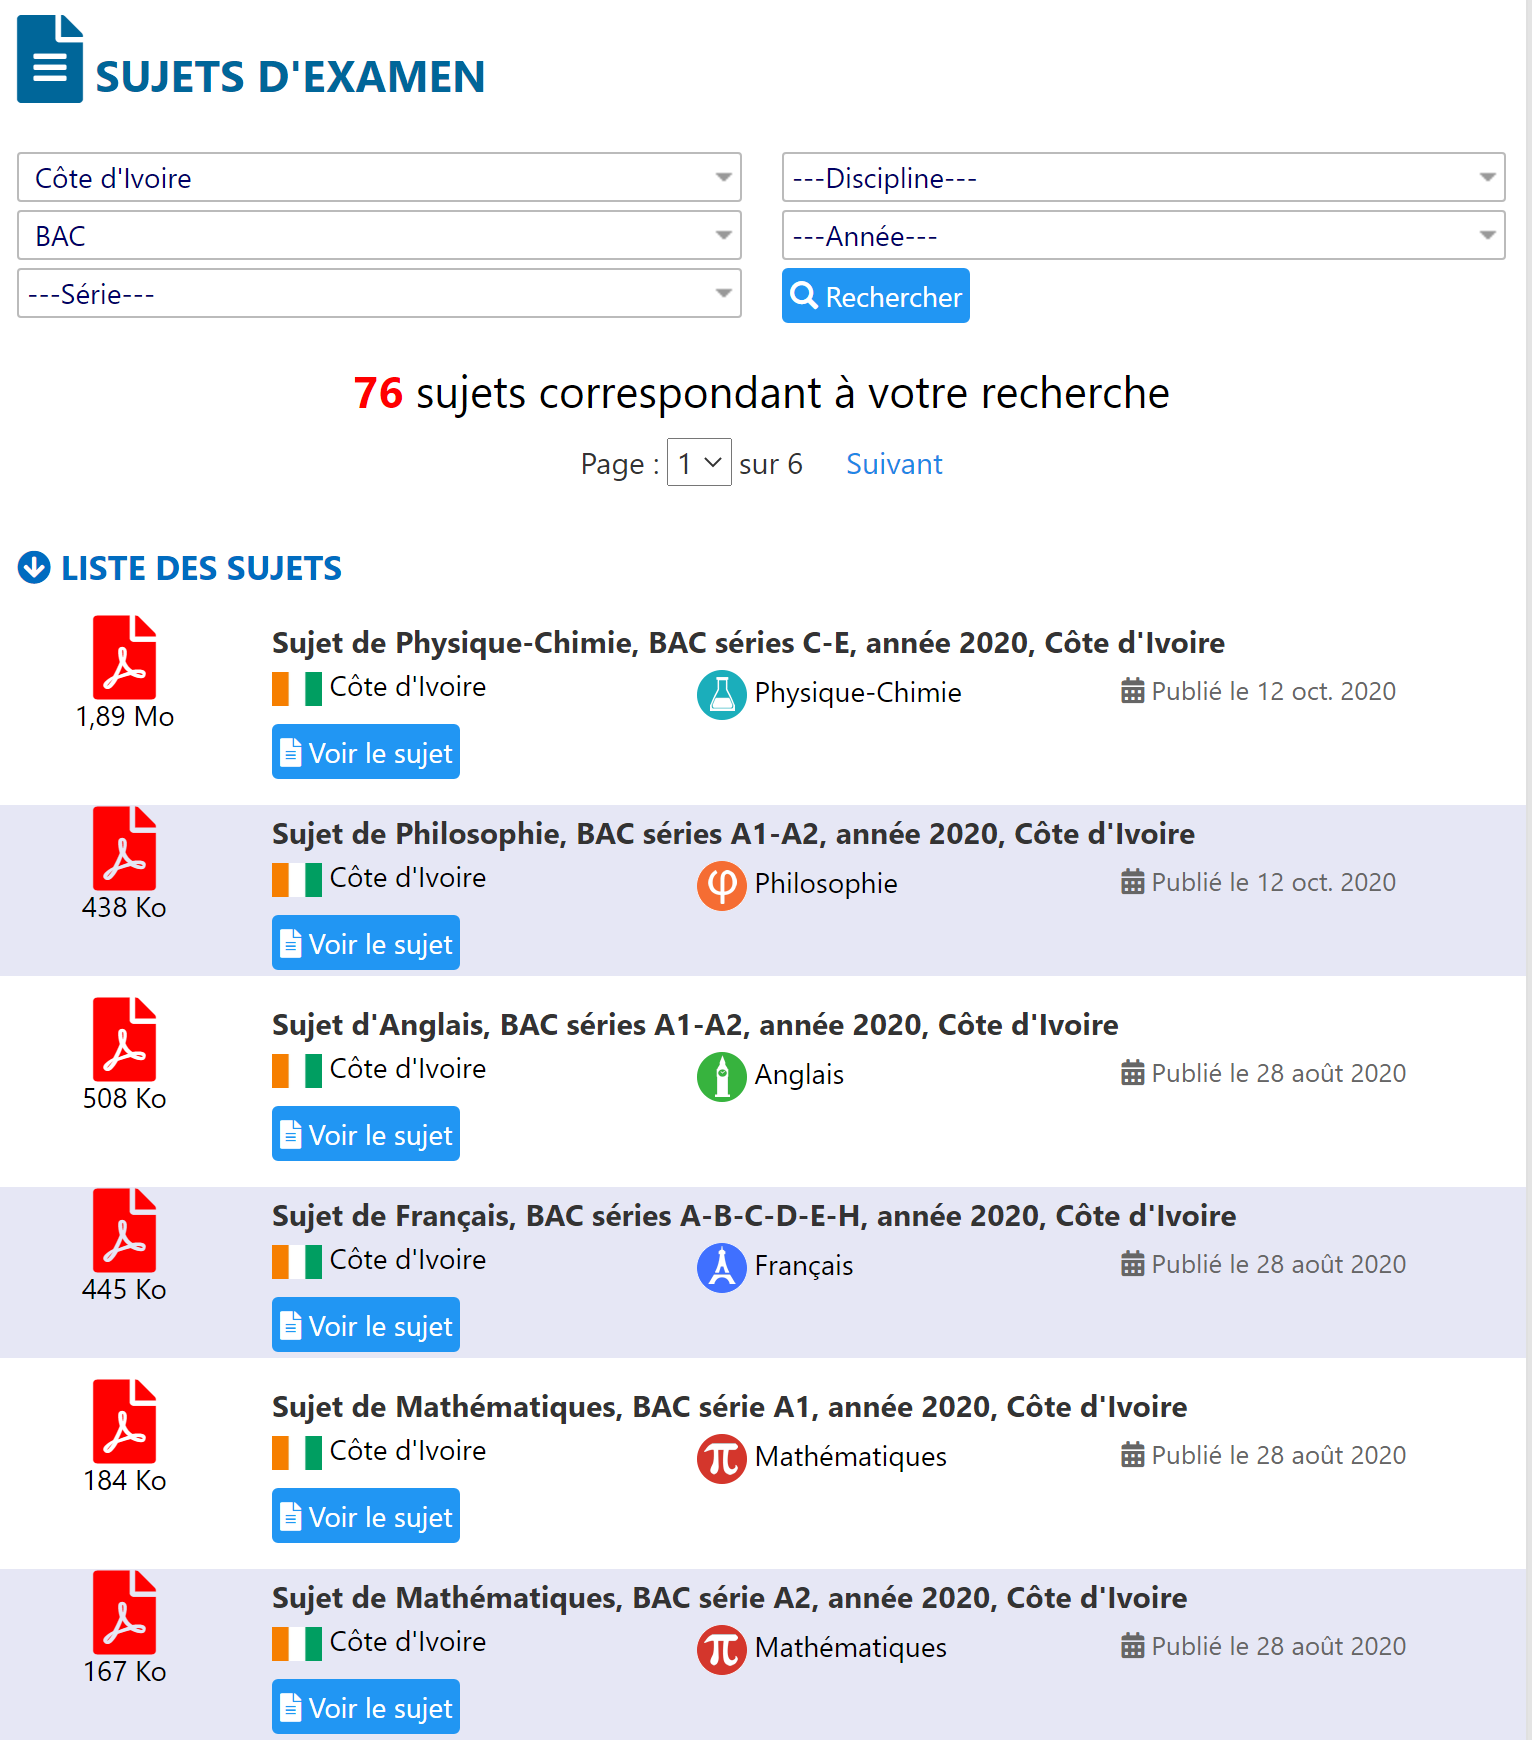 SUJETS D'EXAMEN
Côte d'Ivoire
---Discipline---
BAC
---Année---
---Série---
Rechercher
76 sujets correspondant à votre recherche
Page : 1 sur 6 Suivant
LISTE DES SUJETS
Sujet de Physique-Chimie, BAC séries C-E, année 2020, Côte d'Ivoire
Côte d'Ivoire Physique-Chimie Publié le 12 oct. 2020
1,89 Mo
Voir le sujet
Sujet de Philosophie, BAC séries A1-A2, année 2020, Côte d'Ivoire
Côte d'Ivoire Philosophie Publié le 12 oct. 2020
438 Ko
Voir le sujet
Sujet d'Anglais, BAC séries A1-A2, année 2020, Côte d'Ivoire
Côte d'Ivoire Anglais Publié le 28 août 2020
508 Ko
Voir le sujet
Sujet de Français, BAC séries A-B-C-D-E-H, année 2020, Côte d'Ivoire
Côte d'Ivoire Français Publié le 28 août 2020
445 Ko
Voir le sujet
Sujet de Mathématiques, BAC série A1, année 2020, Côte d'Ivoire
Côte d'Ivoire Mathématiques Publié le 28 août 2020
184 Ko
Voir le sujet
Sujet de Mathématiques, BAC série A2, année 2020, Côte d'Ivoire
Côte d'Ivoire Mathématiques Publié le 28 août 2020
167 Ko
Voir le sujet